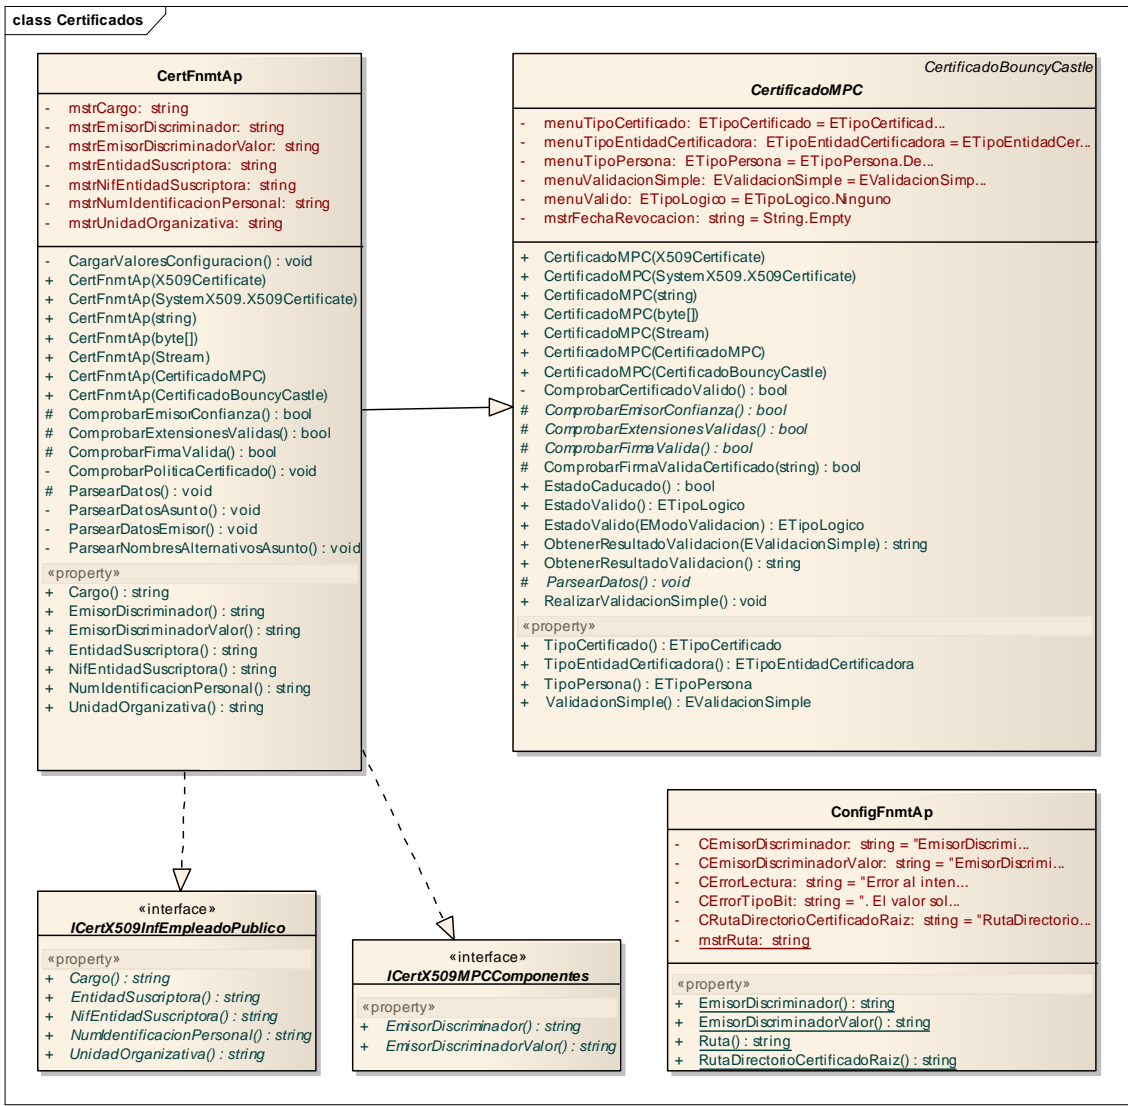 class Certificados
CertFnmtAp
- mstrCargo: string
- mstrEmisorDiscriminador: string
- mstrEmisorDiscriminadorValor: string
- mstrEntidadSuscriptora: string
- mstrNifEntidadSuscriptora: string
- mstrNumIdentificacionPersonal: string
- mstrUnidadOrganizativa: string
- CargarValoresConfiguracion() : void
+ CertFnmtAp(X509Certificate)
+ CertFnmtAp(SystemX509.X509Certificate)
+ CertFnmtAp(string)
+ CertFnmtAp(byte[])
+ CertFnmtAp(Stream)
+ CertFnmtAp(CertificadoMPC)
+ CertFnmtAp(CertificadoBouncyCastle)
# ComprobarEmisorConfianza() : bool
# ComprobarExtensionesValidas() : bool
# ComprobarFirmaValida() : bool
- ComprobarPoliticaCertificado() : void
# ParsearDatos() : void
- ParsearDatosAsunto() : void
- ParsearDatosEmisor() : void
- ParsearNombresAlternativosAsunto() : void
«property»
+ Cargo() : string
+ EmisorDiscriminador() : string
+ EmisorDiscriminadorValor() : string
+ EntidadSuscriptora() : string
+ NifEntidadSuscriptora() : string
+ NumIdentificacionPersonal() : string
+ UnidadOrganizativa() : string
CertificadoBouncyCastle
CertificadoMPC
- menuTipoCertificado: ETipoCertificado = ETipoCertificad...
- menuTipoEntidadCertificadora: ETipoEntidadCertificadora = ETipoEntidadCer...
- menuTipoPersona: ETipoPersona = ETipoPersona.De...
- menuValidacionSimple: EValidacionSimple = EValidacionSimp...
- menuValido: ETipoLogico = ETipoLogico.Ninguno
- mstrFechaRevocacion: string = String.Empty
+ CertificadoMPC(X509Certificate)
+ CertificadoMPC(SystemX509.X509Certificate)
+ CertificadoMPC(string)
+ CertificadoMPC(byte[])
+ CertificadoMPC(Stream)
+ CertificadoMPC(CertificadoMPC)
+ CertificadoMPC(CertificadoBouncyCastle)
- ComprobarCertificadoValido() : bool
# ComprobarEmisorConfianza() : bool
# ComprobarExtensionesValidas() : bool
# ComprobarFirmaValida() : bool
# ComprobarFirmaValidaCertificado(string) : bool
+ EstadoCaducado() : bool
+ EstadoValido() : ETipoLogico
+ EstadoValido(EModoValidacion) : ETipoLogico
+ ObtenerResultadoValidacion(EValidacionSimple) : string
+ ObtenerResultadoValidacion() : string
# ParsearDatos() : void
+ RealizarValidacionSimple() : void
«property»
+ TipoCertificado() : ETipoCertificado
+ TipoEntidadCertificadora() : ETipoEntidadCertificadora
+ TipoPersona() : ETipoPersona
+ ValidacionSimple() : EValidacionSimple
«interface»
ICertX509InfEmpleadoPublico
«property»
+ Cargo() : string
+ EntidadSuscriptora() : string
+ NifEntidadSuscriptora() : string
+ NumIdentificacionPersonal() : string
+ UnidadOrganizativa() : string
«interface»
ICertX509MPCComponentes
«property»
+ EmisorDiscriminador() : string
+ EmisorDiscriminadorValor() : string
ConfigFnmtAp
- CEmisorDiscriminador: string = "EmisorDiscrimi...
- CEmisorDiscriminadorValor: string = "EmisorDiscrimi...
- CErrorLectura: string = "Error al inten...
- CErrorTipoBit: string = ". El valor sol...
- CRutaDirectorioCertificadoRaiz: string = "RutaDirectorio...
- mstrRuta: string
«property»
+ EmisorDiscriminador() : string
+ EmisorDiscriminadorValor() : string
+ Ruta() : string
+ RutaDirectorioCertificadoRaiz() : string